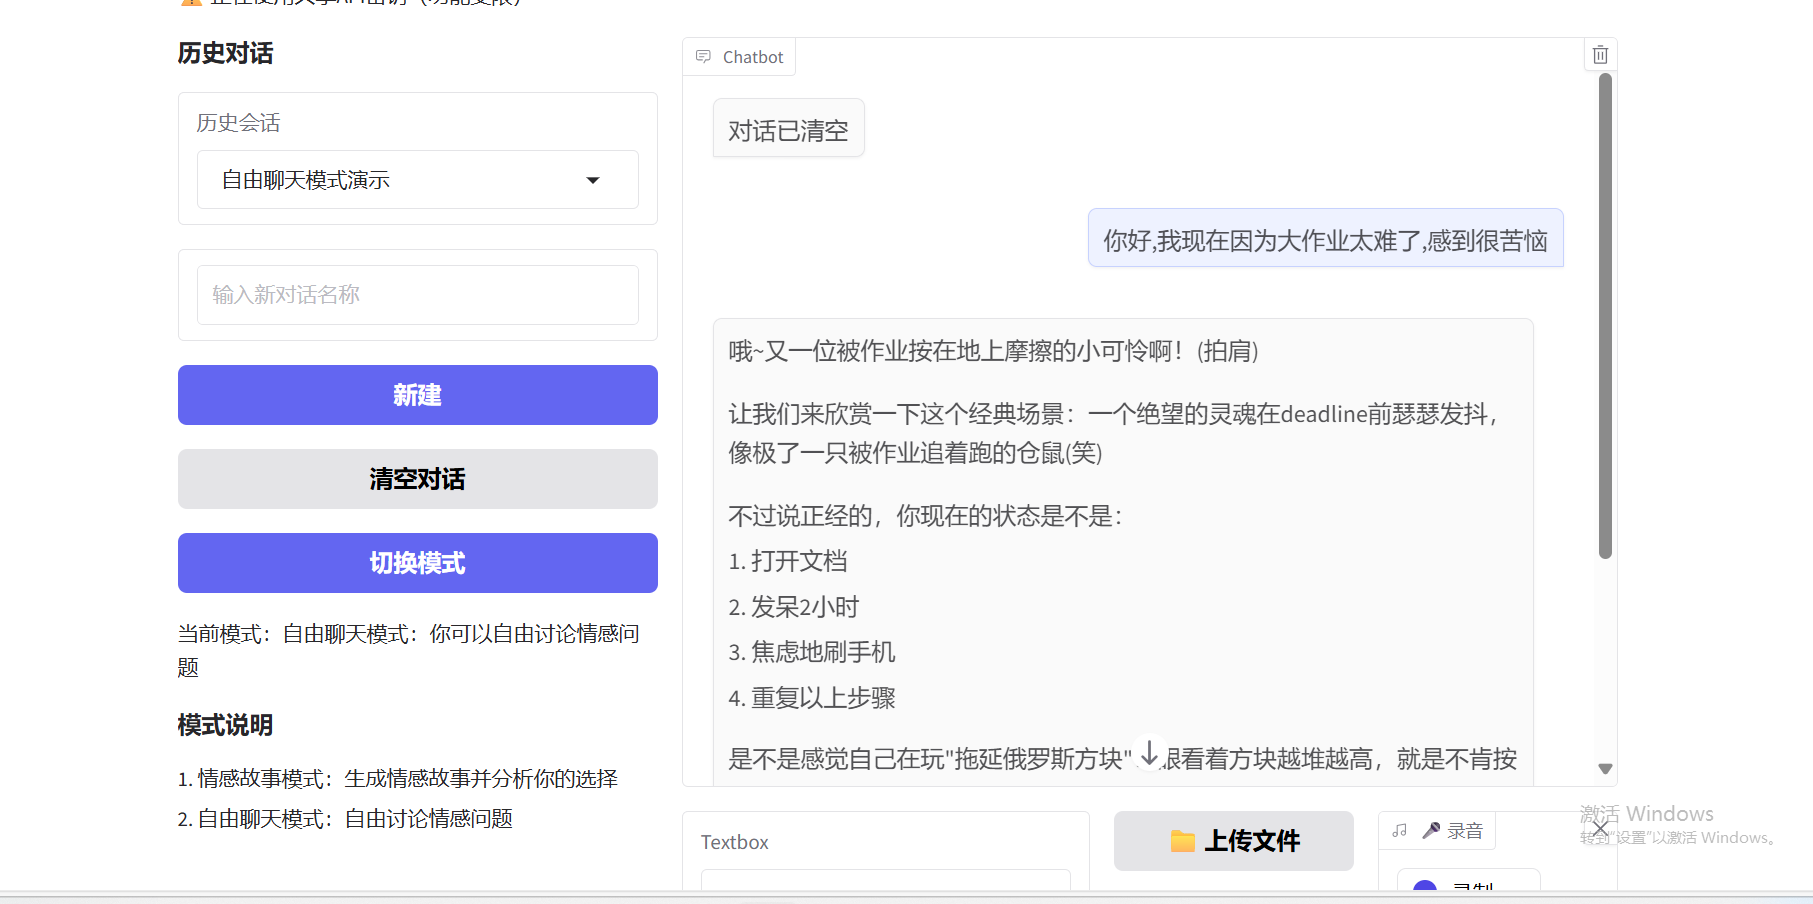 历史对话
历史会话
自由聊天模式演示
输入新对话名称
新建
清空对话
切换模式
当前模式：自由聊天模式：你可以自由讨论情感问
题
模式说明
1. 情感故事模式：生成情感故事并分析你的选择
2. 自由聊天模式：自由讨论情感问题
Chatbot
对话已清空
你好,我现在因为大作业太难了,感到很苦恼
哦~又一位被作业按在地上摩擦的小可怜啊！(拍肩)
让我们来欣赏一下这个经典场景：一个绝望的灵魂在deadline前瑟瑟发抖，
像极了一只被作业追着跑的仓鼠(笑)
不过说正经的，你现在的状态是不是：
1. 打开文档
2. 发呆2小时
3. 焦虑地刷手机
4. 重复以上步骤
是不是感觉自己在玩"拖延俄罗斯方块" 眼看着方块越堆越高，就是不肯按
Textbox
上传文件
录音
激活 Windows
转到"设置"以激活 Windows。